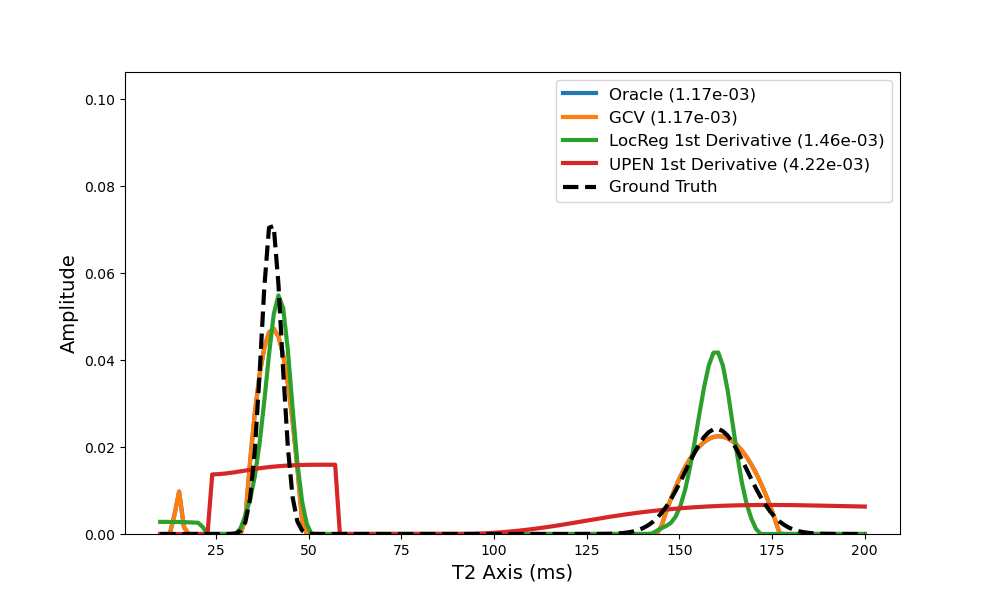 Oracle (1.17e-03)
GCV (1.17e-03)
LocReg 1st Derivative (1.46e-03)
UPEN 1st Derivative (4.22e-03)
Ground Truth
Amplitude
0.10
0.08
0.06
0.04
0.02
0.00
25 50 75 100 125 150 175 200
T2 Axis (ms)